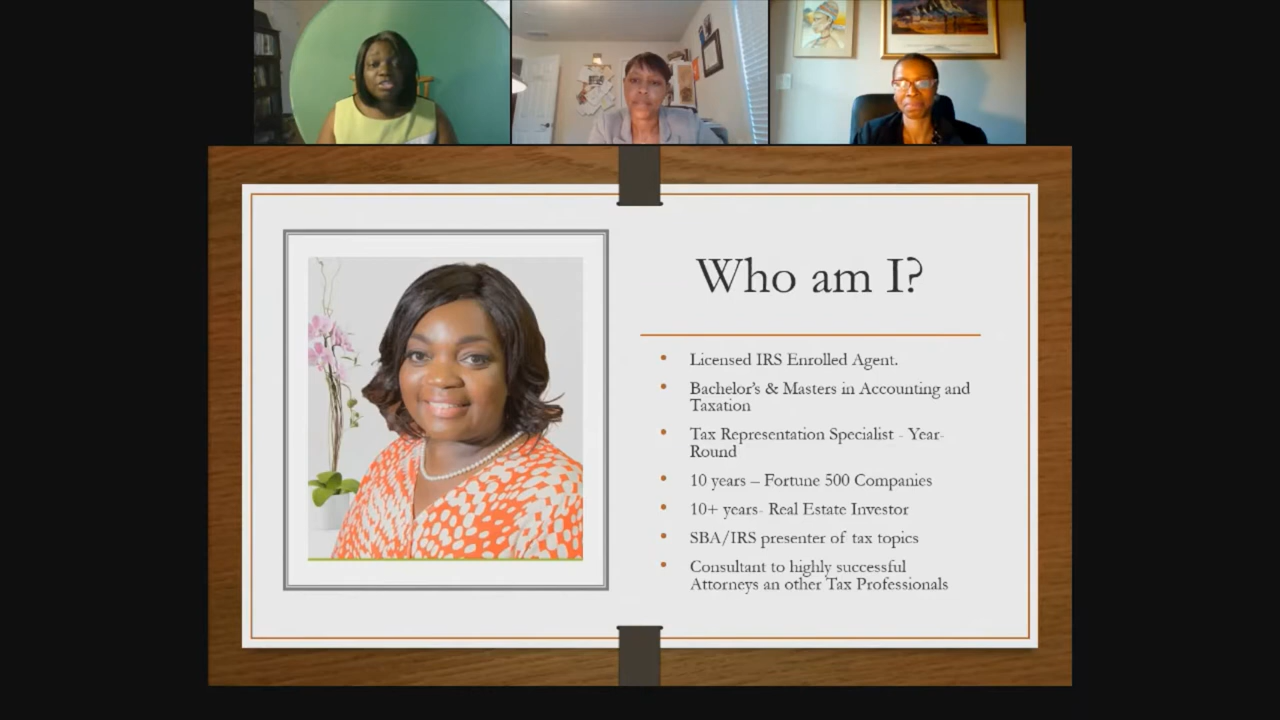 Who am I?
Licensed IRS Enrolled Agent.
Bachelor's & Masters in Accounting and
Taxation
Tax Representation Specialist - Year-
Round
10 years – Fortune 500 Companies
10+ years- Real Estate Investor
SBA/IRS presenter of tax topics
Consultant to highly successful
Attorneys an other Tax Professionals